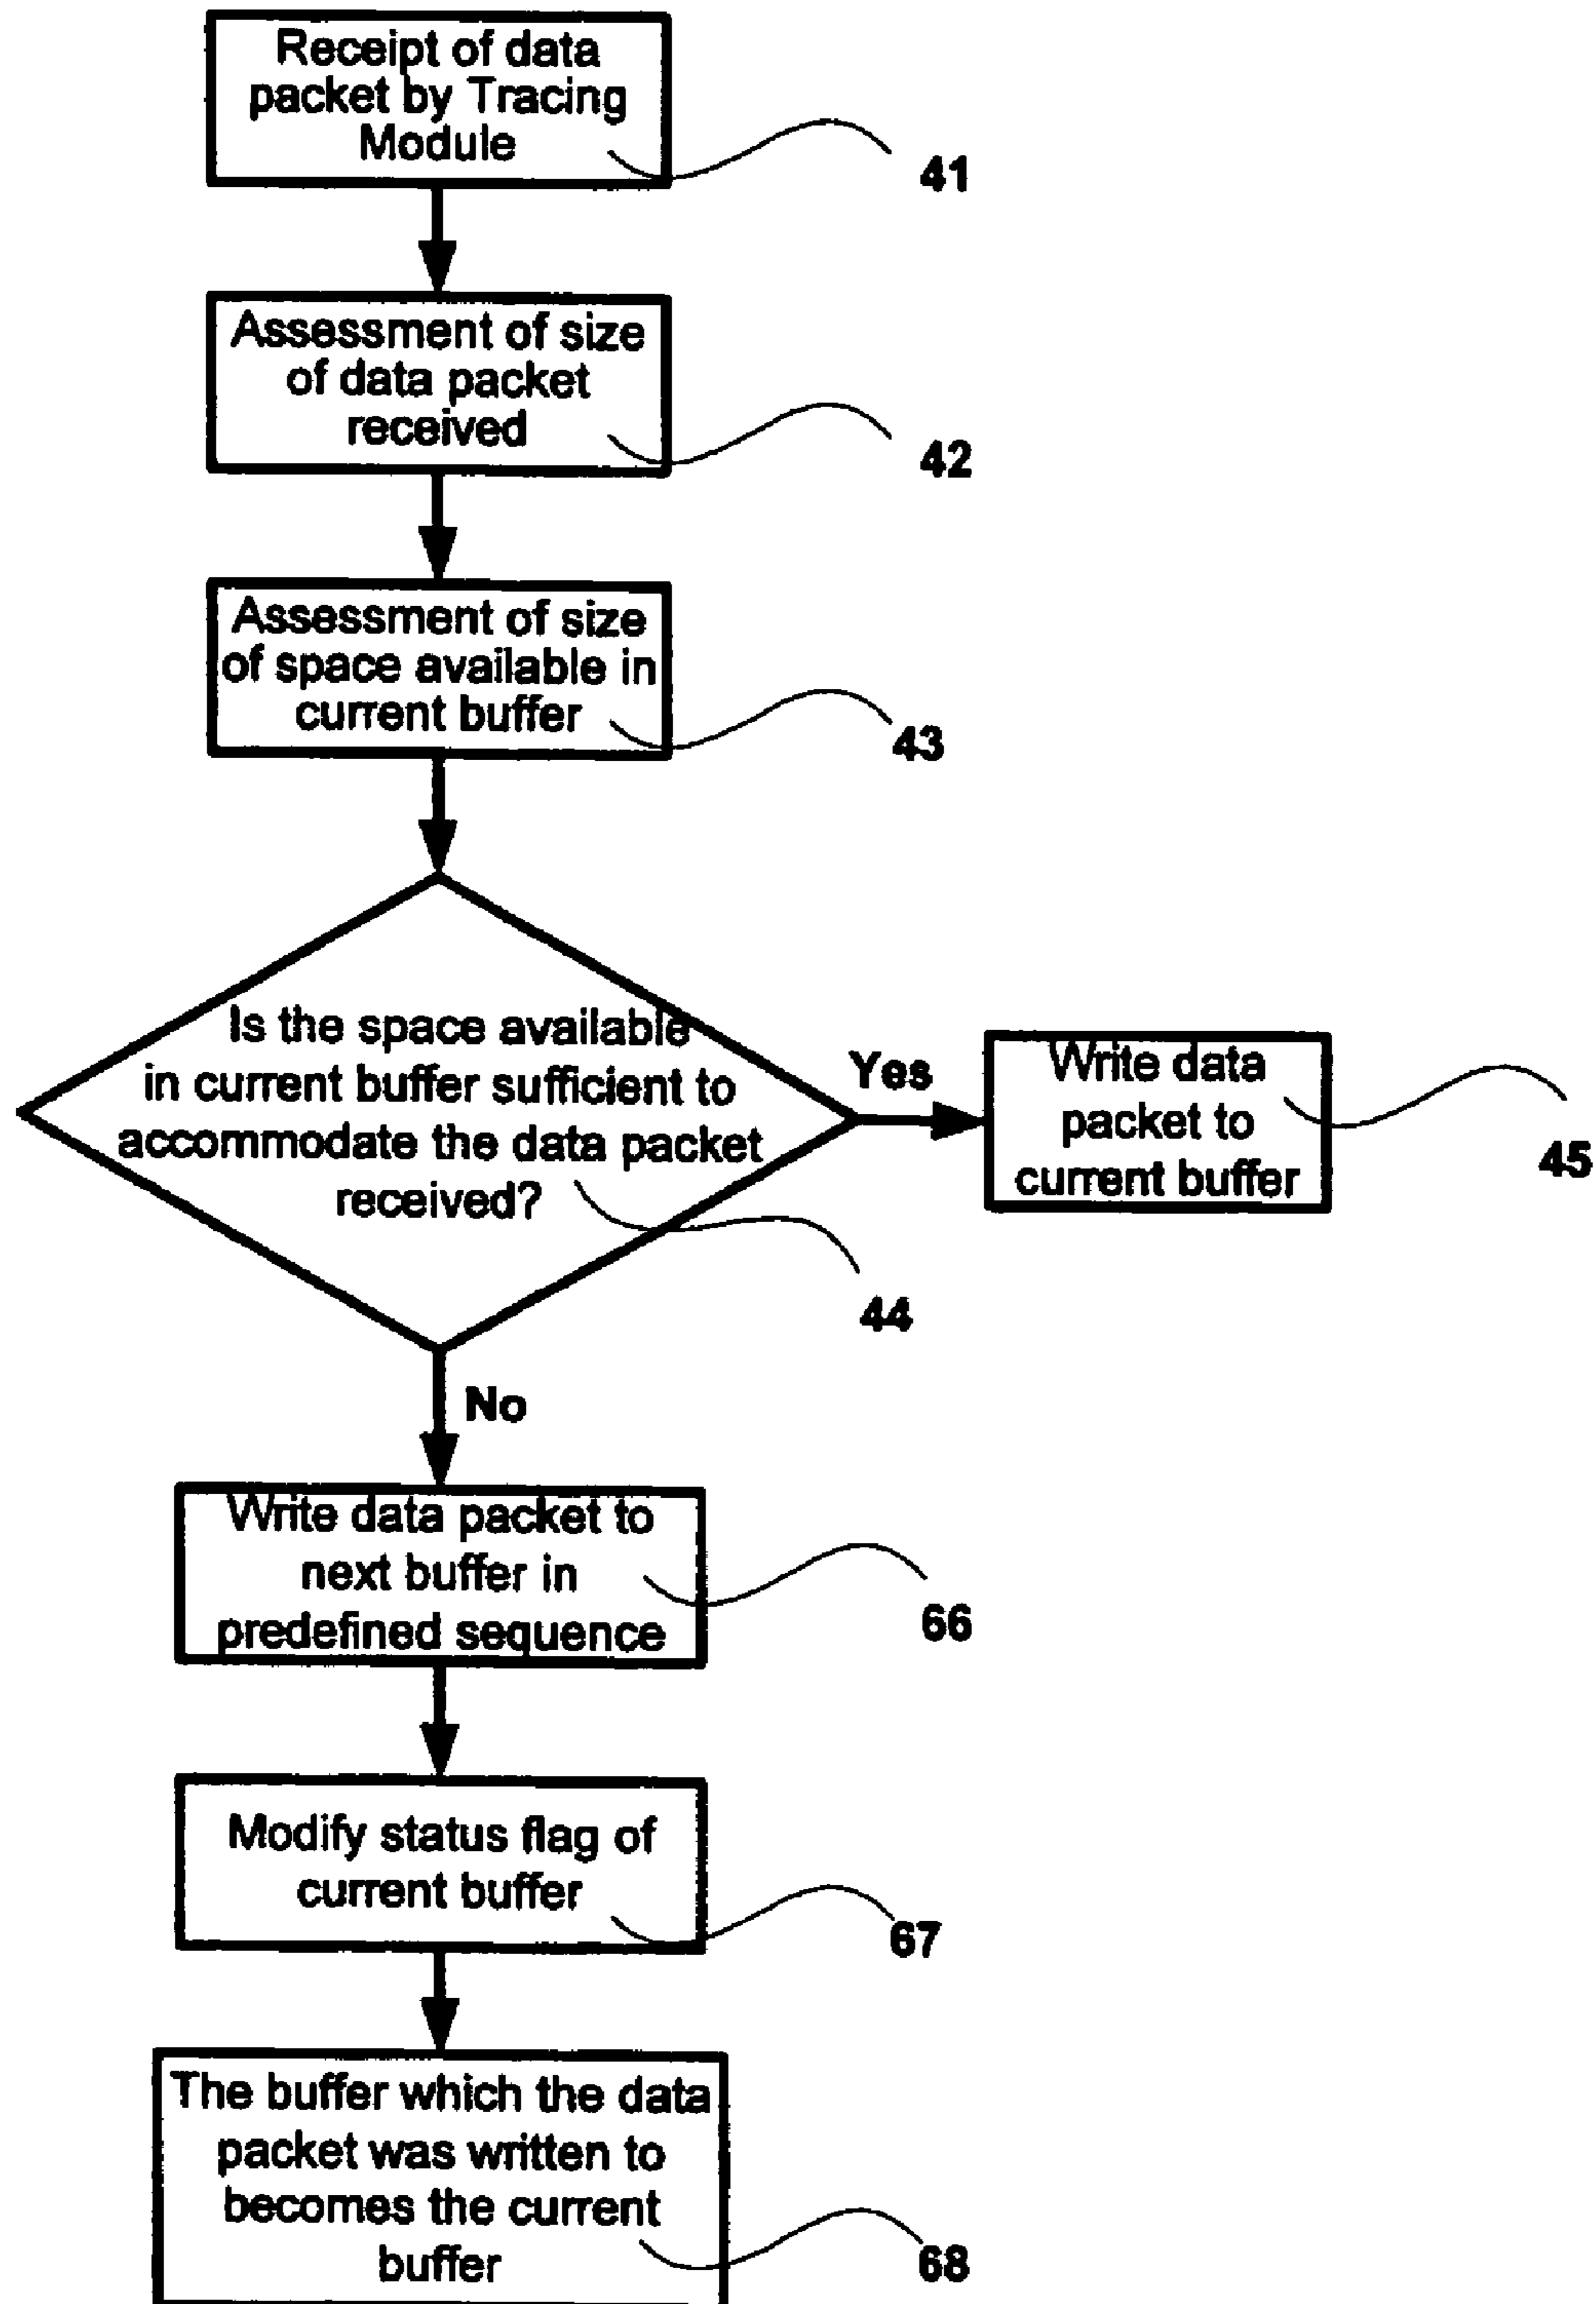 Receipt of data
packet by Tracing
Module
41
Assessment of size
of data packet
received
42
Assessment of size
of space available in
current buffer
43
Is the space available
in current buffer sufficient to
accommodate the data packet
received?
44
Yes
Write data
packet to
current buffer
45
No
Write data packet to
next buffer in
predefined sequence
66
Modify status flag of
current buffer
67
The buffer which the data
packet was written to
becomes the current
buffer
68